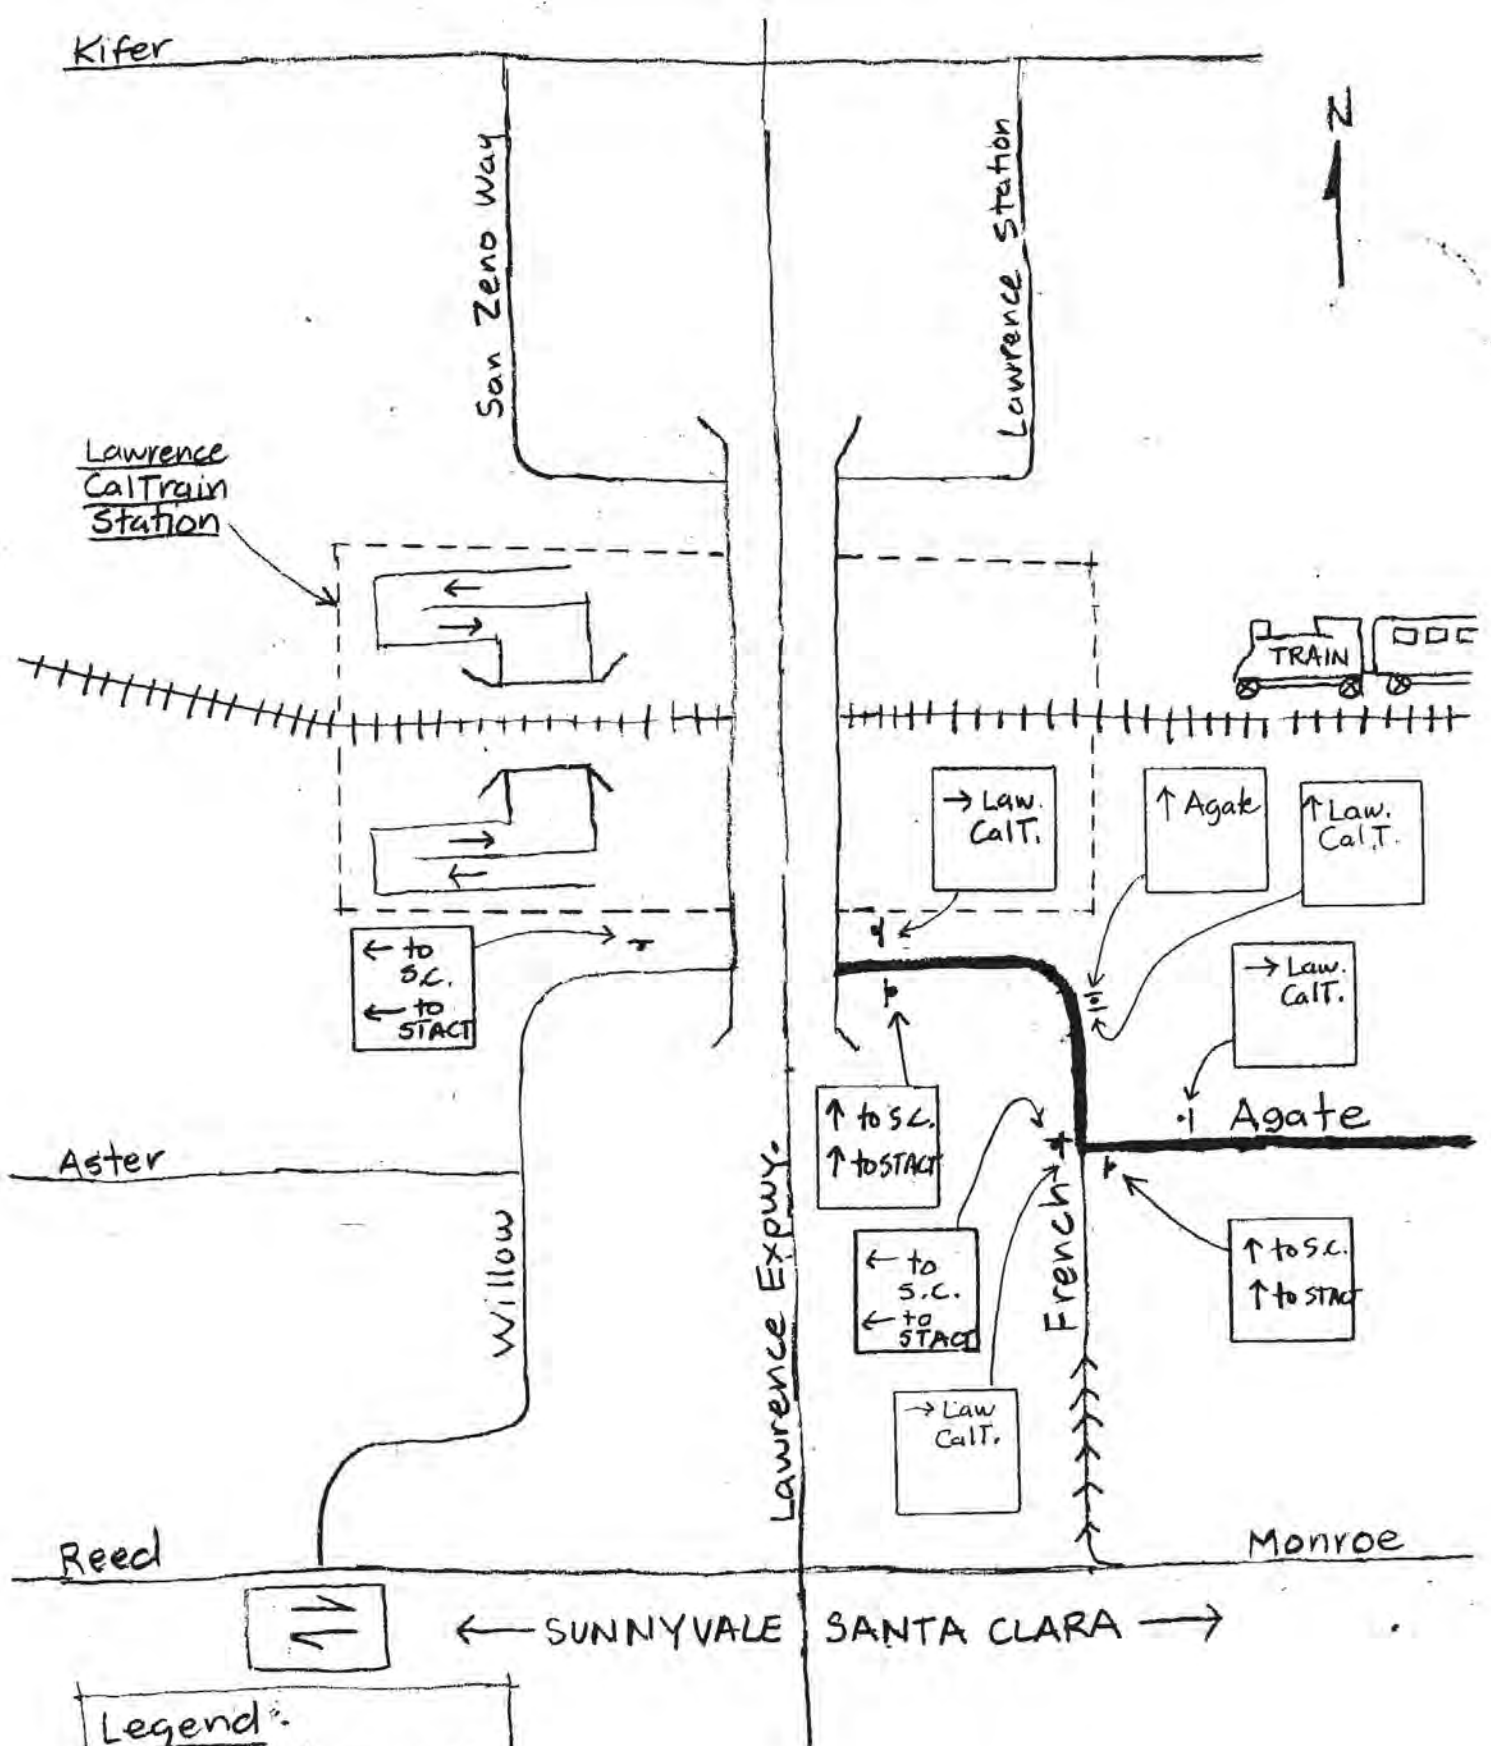 Kifer
N
San Zeno Way
Lawrence Station
Lawrence
CalTrain
Station
TRAIN
→ Law.
CalT.
↑ Agate
↑ Law.
Cal.T.
← to
S.C.
← to
STACT
→ Law.
CalT.
Agate
↑ to S.C.
↑ to STACT
Aster
Willow
Lawrence Expwy.
← to
S.C.
← to
STACT
French
↑ to S.C.
↑ to STACT
→ Law
CalT.
Reed
Monroe
← SUNNYVALE
SANTA CLARA →
Legend: